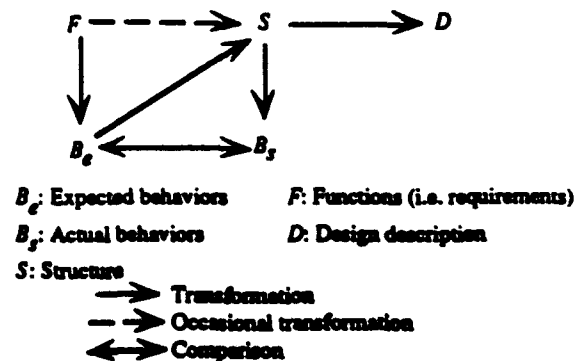 F S D
Be Bs
Be: Expected behaviors F: Functions (i.e. requirements)
Bs: Actual behaviors D: Design description
S: Structure
Transformation
Occasional transformation
Comparison